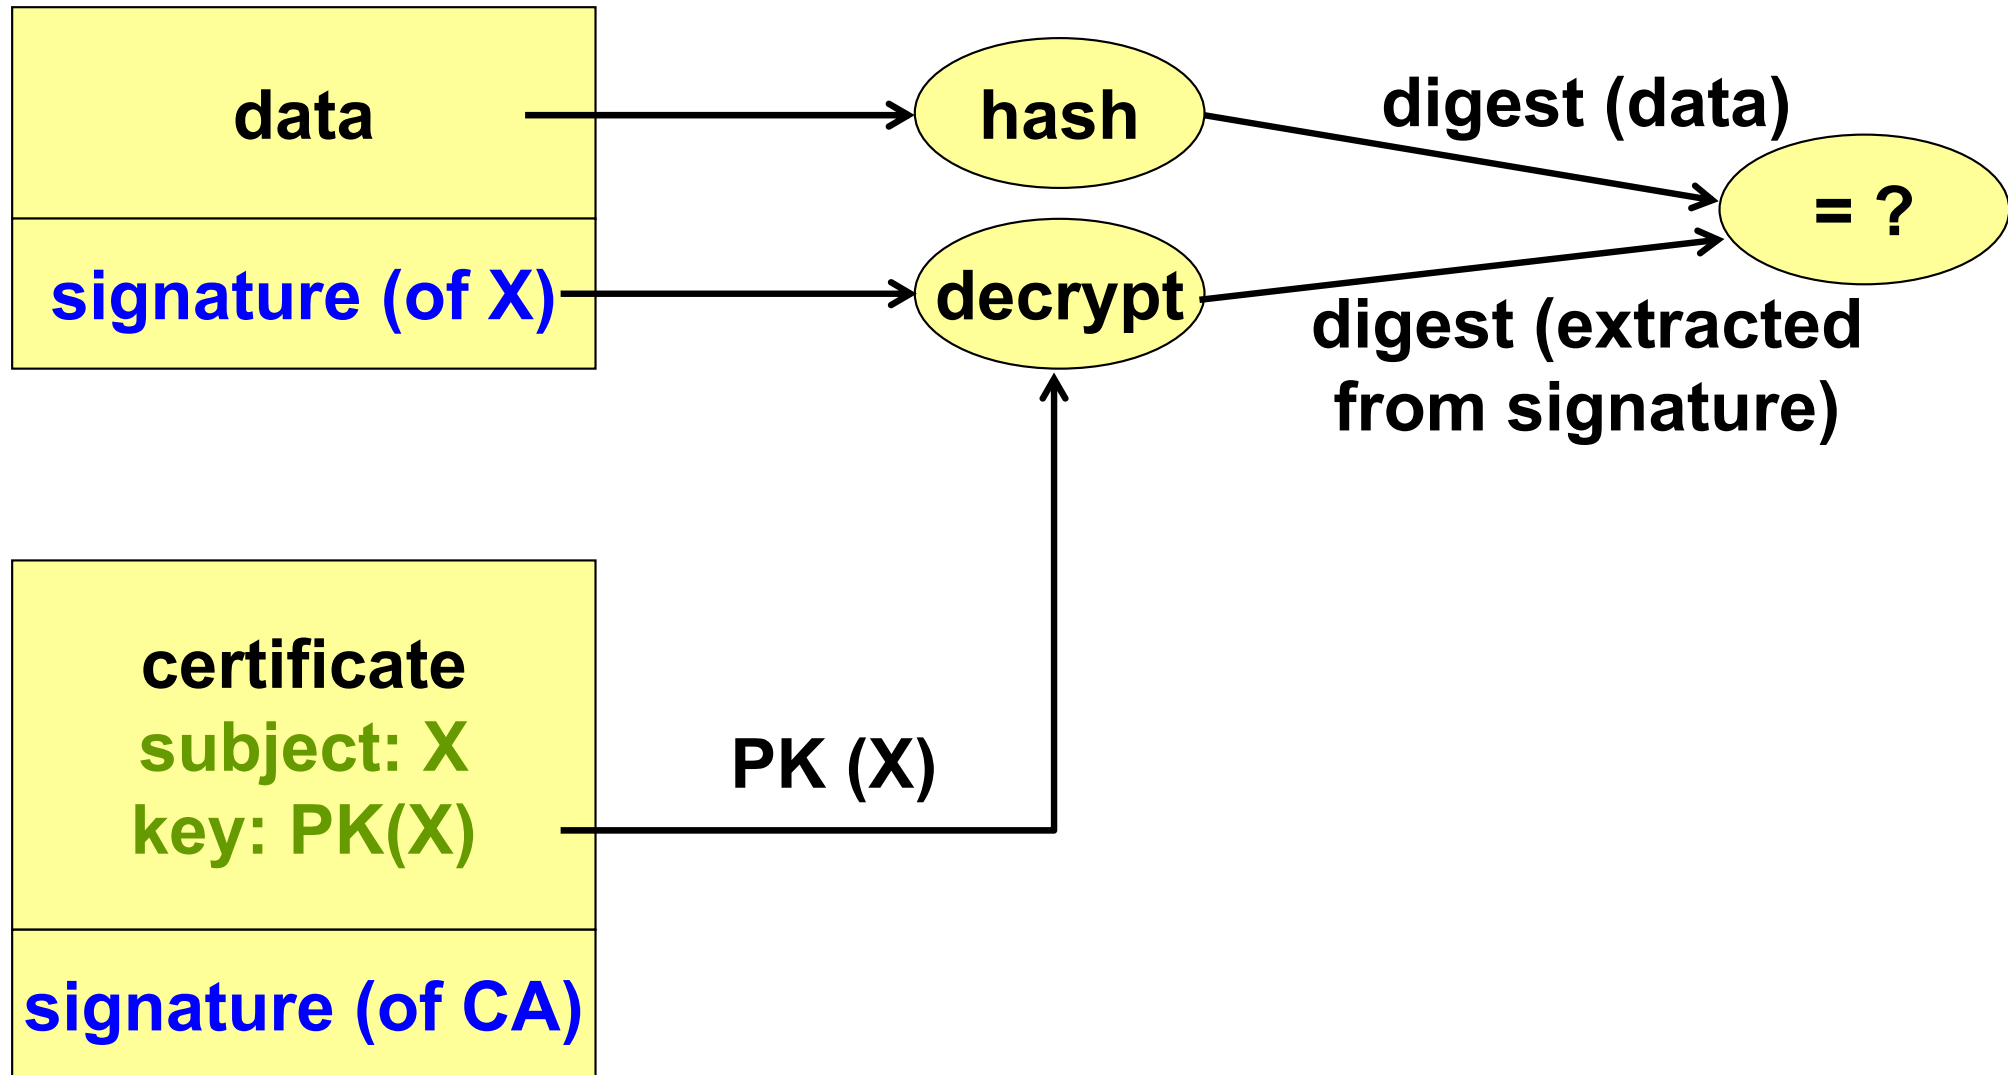 data
hash
digest (data)
= ?
signature (of X)
decrypt
digest (extracted
from signature)
certificate
subject: X
key: PK(X)
PK (X)
signature (of CA)